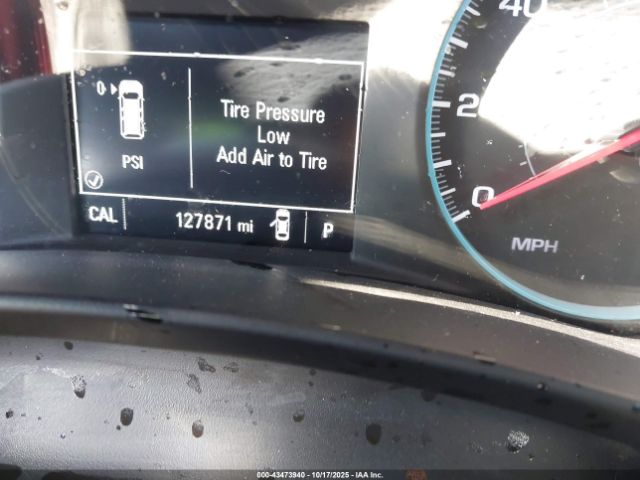 40
0
Tire Pressure
Low
Add Air to Tire
PSI
20
0
CAL
127871 mi
P
MPH
000-43473940 - 10/17/2025 - IAA Inc.